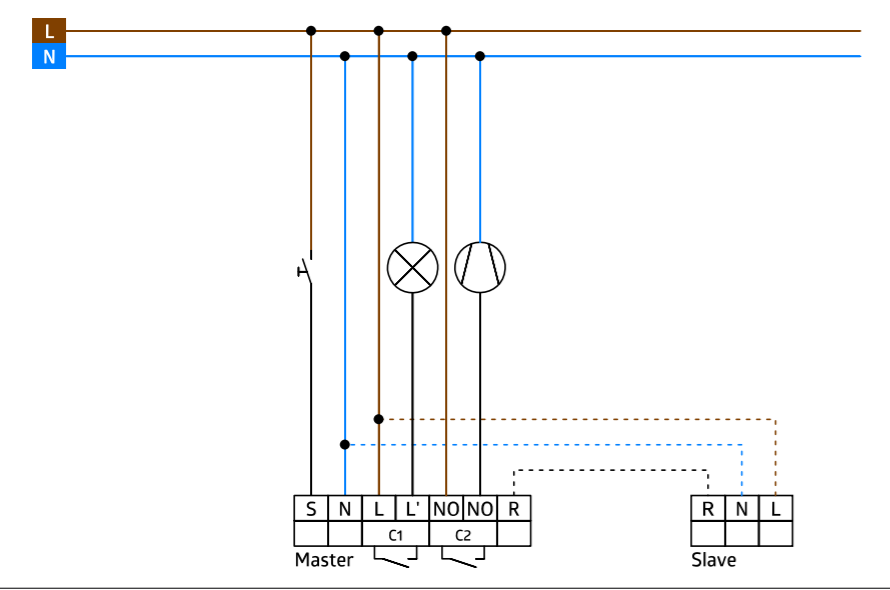 L
N
S N L L' NO NO R
C1 C2
Master
R N L
Slave